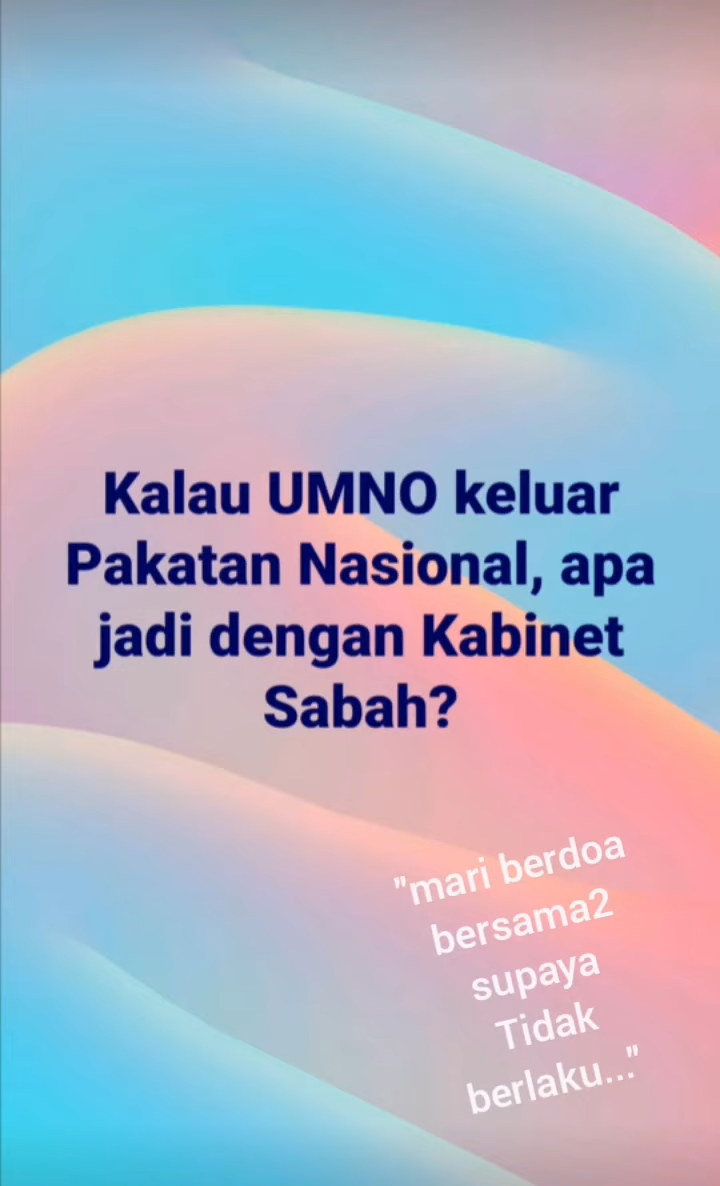 Kalau UMNO keluar
Pakatan Nasional, apa
jadi dengan Kabinet
Sabah?
"mari berdoa
bersama2
supaya
Tidak
berlaku..."